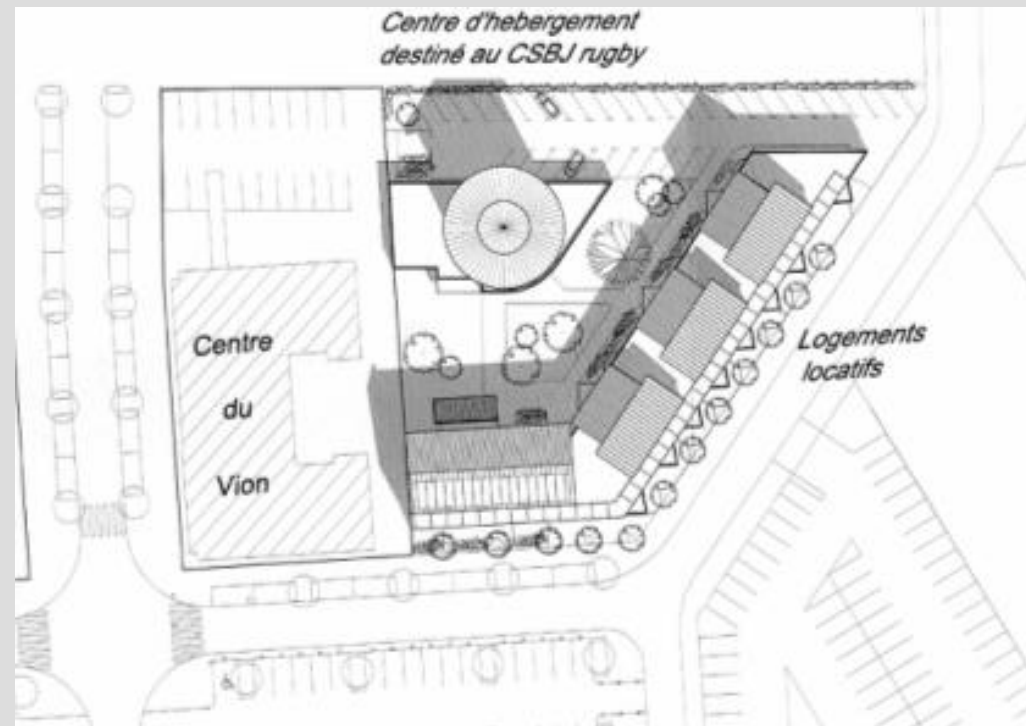 Centre d'hebergement
destiné au CSBJ rugby
Centre
du
Vion
Logements
locatifs